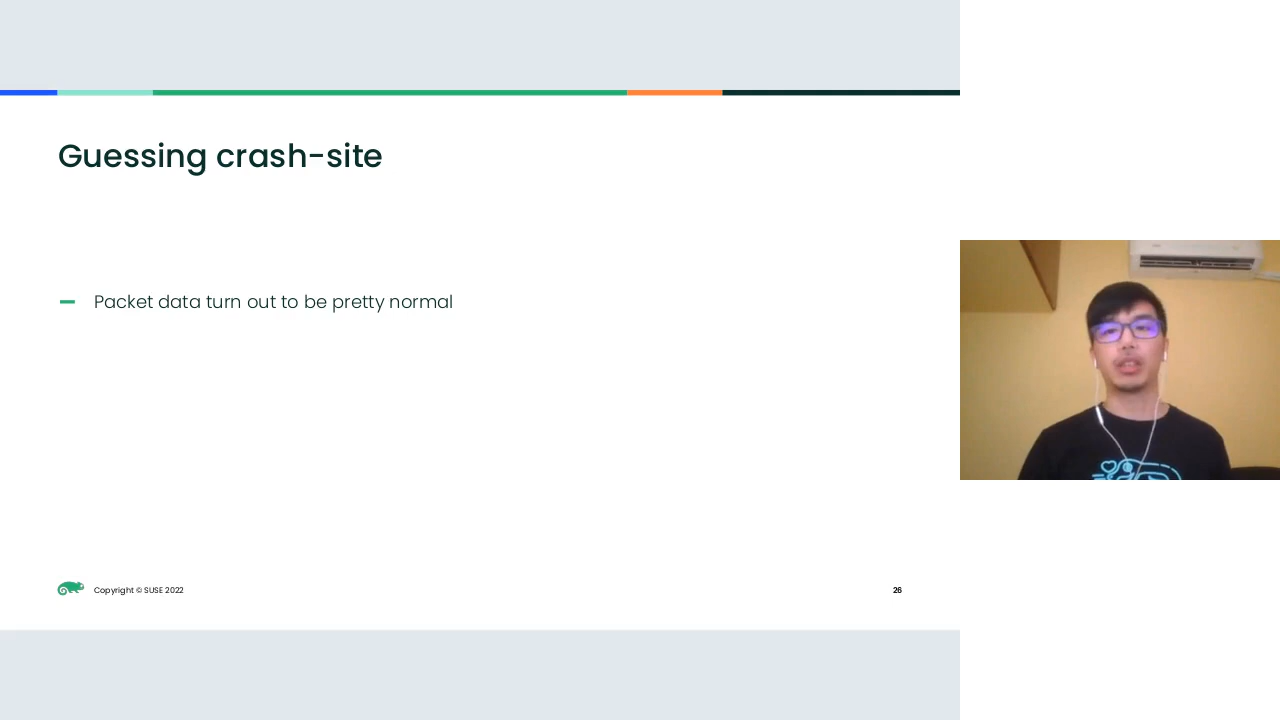 Guessing crash-site
Packet data turn out to be pretty normal
Copyright © SUSE 2022
26